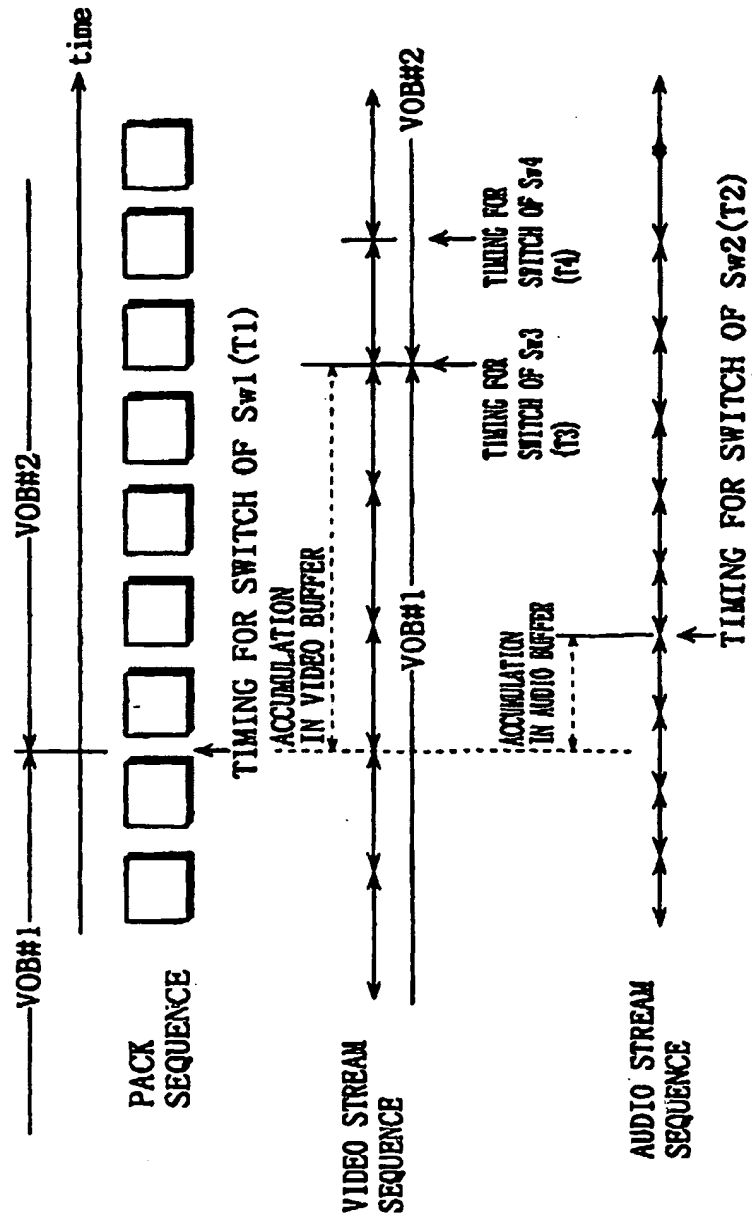 VOB#1
VOB#2
time
PACK
SEQUENCE
TIMING FOR SWITCH OF Sw1(T1)
ACCUMULATION
IN VIDEO BUFFER
VIDEO STREAM
SEQUENCE
VOB#1
VOB#2
TIMING FOR
SWITCH OF Sw3
(T3)
TIMING FOR
SWITCH OF Sw4
(T4)
ACCUMULATION
IN AUDIO BUFFER
AUDIO STREAM
SEQUENCE
TIMING FOR SWITCH OF Sw2(T2)